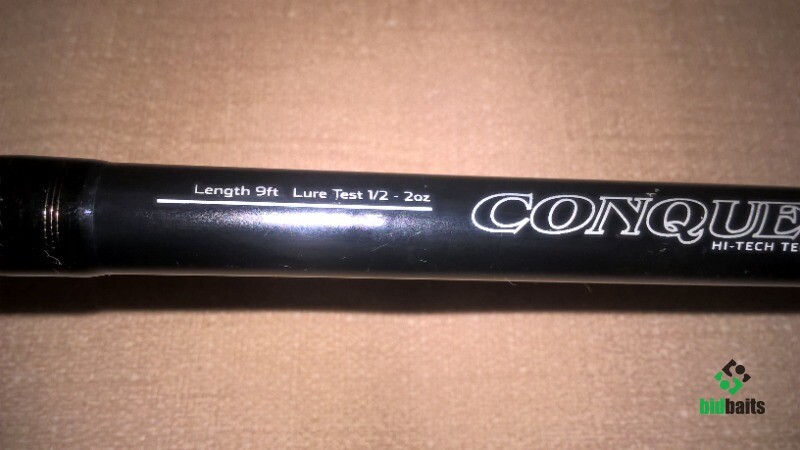 Length 9ft Lure Test 1/2 - 2oz
CONQUE
HI-TECH TE
bidbaits